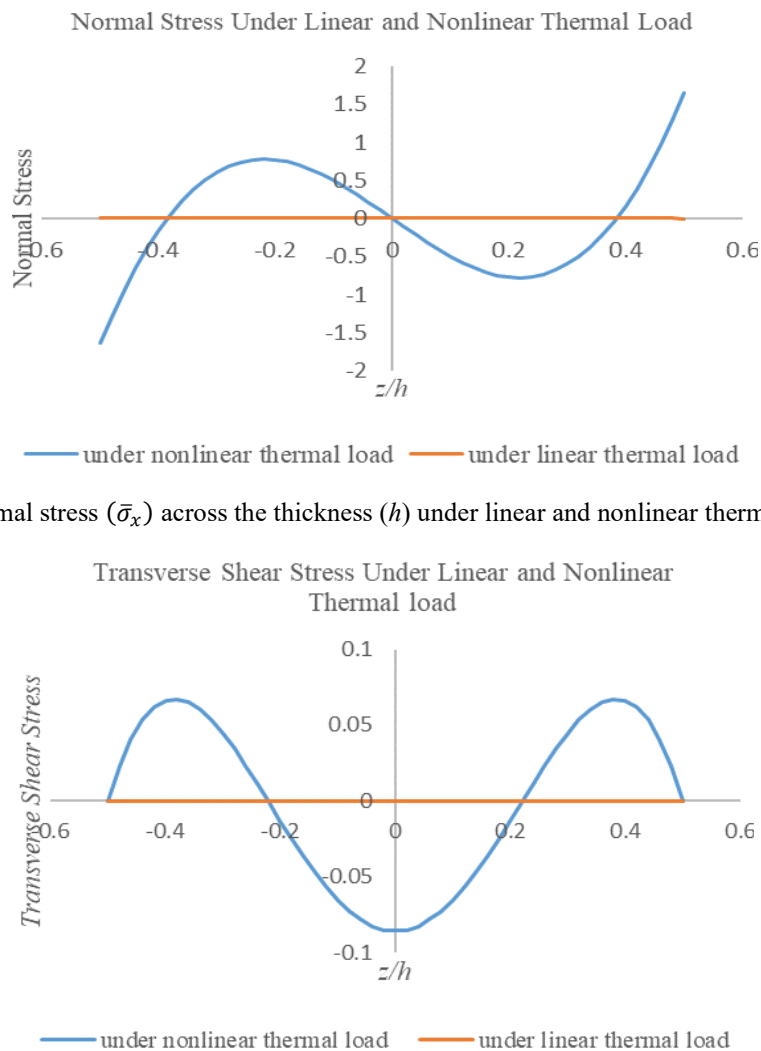 Normal Stress Under Linear and Nonlinear Thermal Load
2
1.5
1
0.5
0
-0.5
-1
-1.5
-2
Normal Stress
0.6
-0.4
-0.2
0
0.2
0.4
0.6
z/h
under nonlinear thermal load
under linear thermal load
mal stress (σ̄ₓ) across the thickness (h) under linear and nonlinear therm
Transverse Shear Stress Under Linear and Nonlinear
Thermal load
0.1
0.05
0
-0.05
-0.1
Transverse Shear Stress
0.6
-0.4
-0.2
0
0.2
0.4
0.6
z/h
under nonlinear thermal load
under linear thermal load